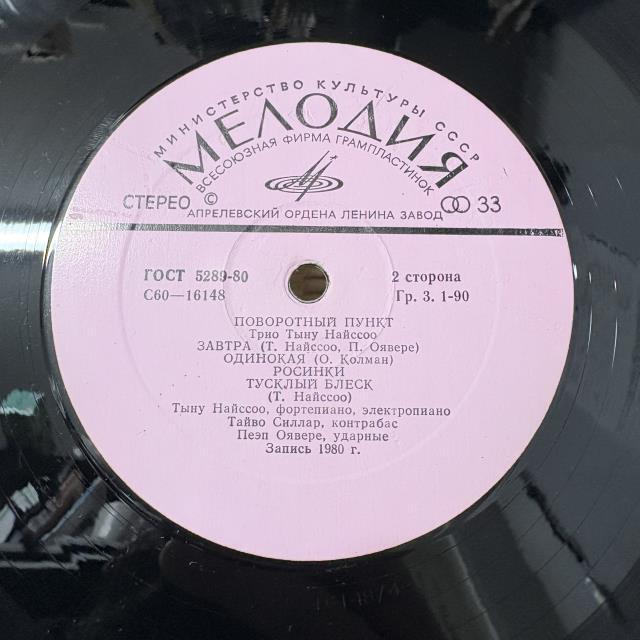 МИНИСТЕРСТВО КУЛЬТУРЫ СССР
МЕЛОДИЯ
ВСЕСОЮЗНАЯ ФИРМА ГРАМПЛАСТИНОК
СТЕРЕО © 33
АПРЕЛЕВСКИЙ ОРДЕНА ЛЕНИНА ЗАВОД
ГОСТ 5289-80 2 сторона
С60—16148 Гр. 3. 1-90
ПОВОРОТНЫЙ ПУНКТ
Трио Тыну Найссоо
ЗАВТРА (Т. Найссоо, П. Оявере)
ОДИНОКАЯ (О. Колман)
РОСИНКИ
ТУСКЛЫЙ БЛЕСК
(Т. Найссоо)
Тыну Найссоо, фортепиано, электропиано
Тайво Силлар, контрабас
Пеэп Оявере, ударные
Запись 1980 г.